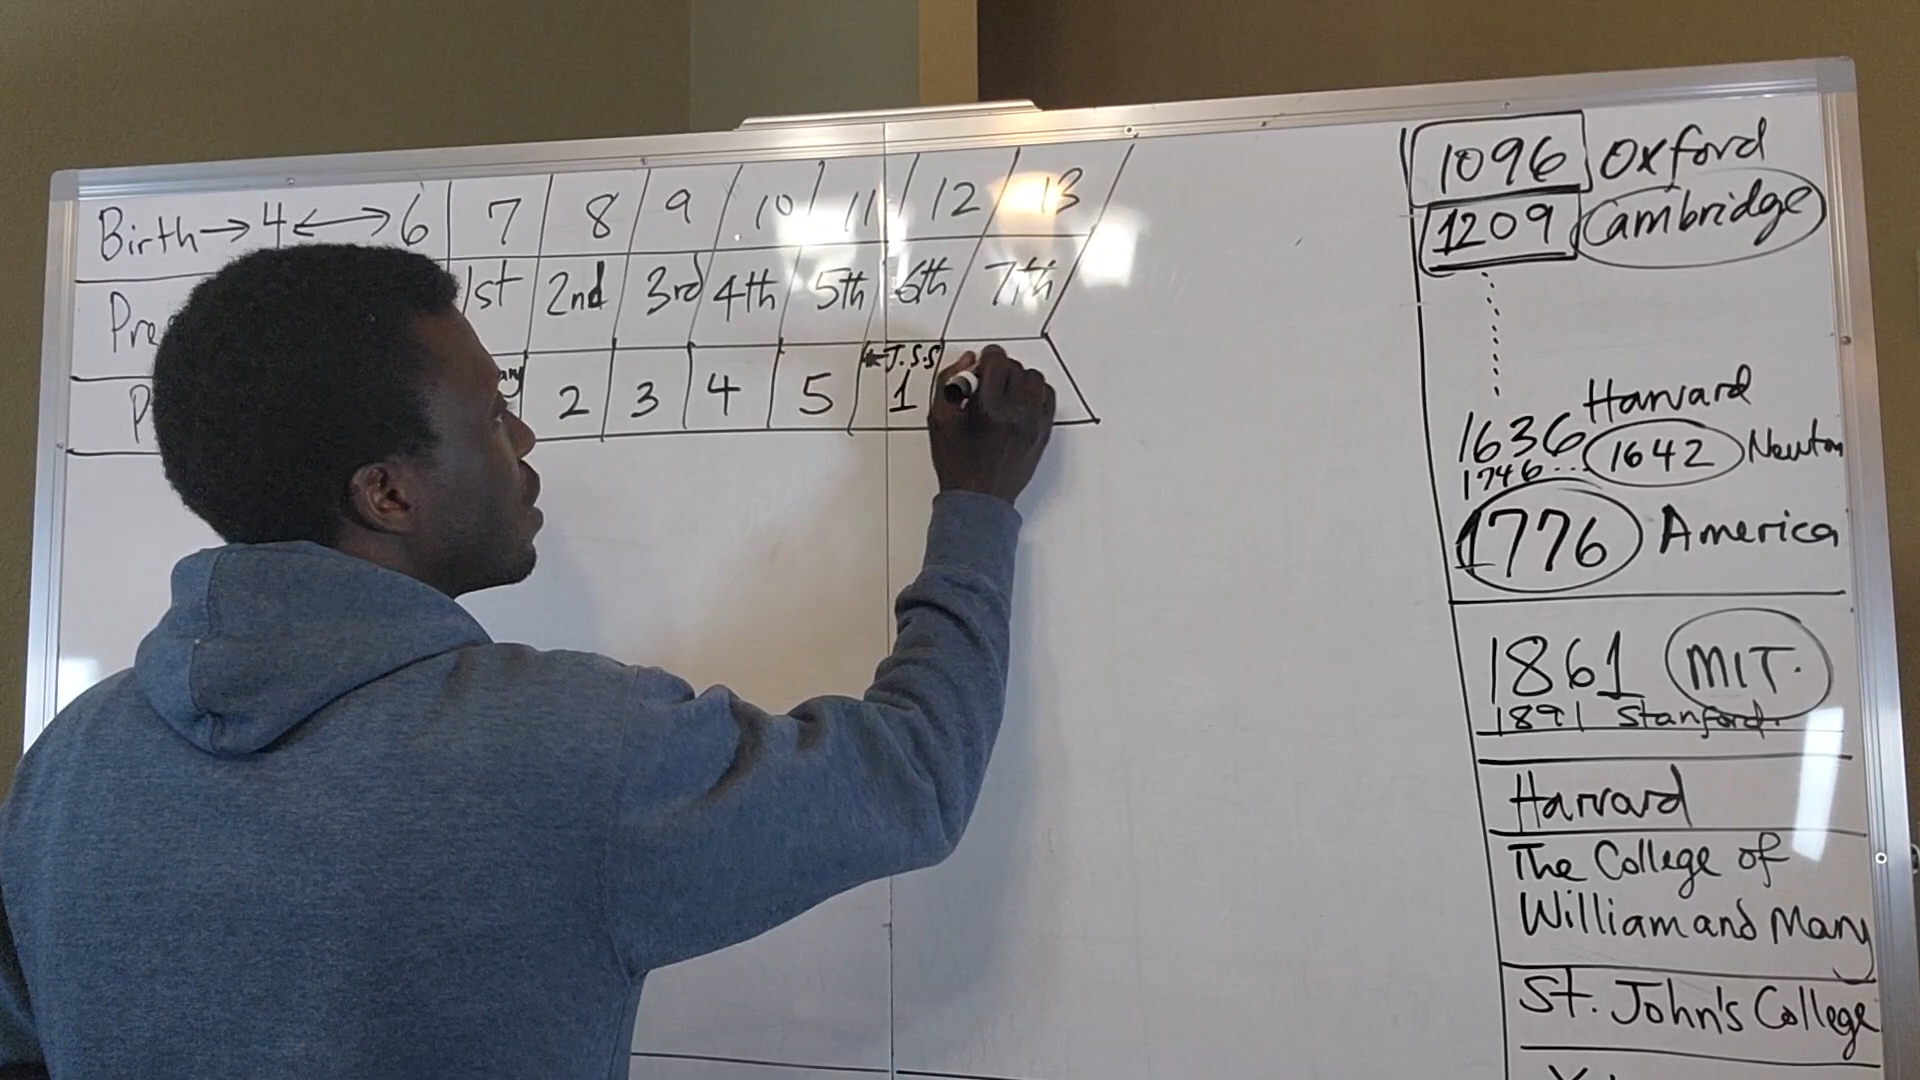 Birth → 4 ↔ 6 7 8 9 10 11 12 13
Pre 1st 2nd 3rd 4th 5th 6th 7th
J.S.S
P 2 3 4 5 1
1096 Oxford
1209 Cambridge
Harvard
1636 1642 Newton
1746...
1776 America
1861 MIT.
1891 Stanford.
Harvard
The College of
William and Mary
St. John's College